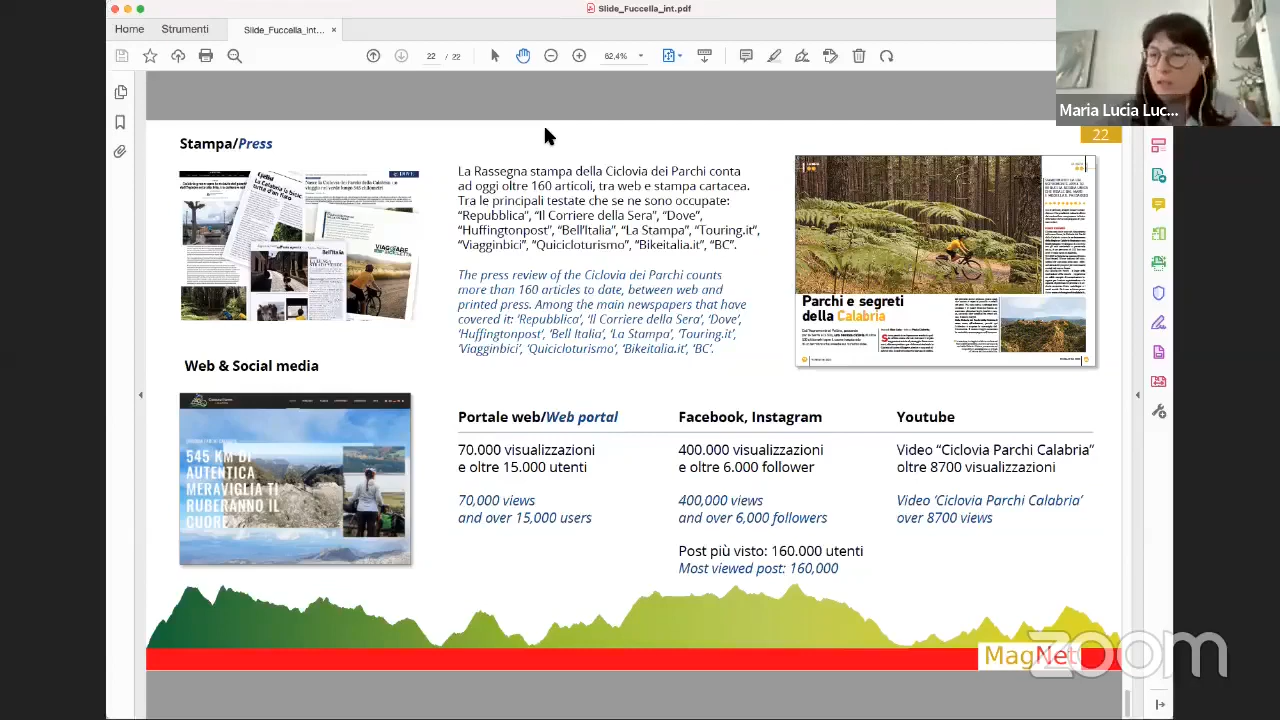 Slide_Fuccella_int.pdf
Home
Strumenti
Slide_Fuccella_int...
22 / 22
62,4%
Maria Lucia Luc...
22
Stampa/Press
La Rassegna stampa della Ciclovia dei Parchi conta
ad oggi oltre 160 articoli, tra web e stampa cartacea.
Tra le principali testate che se ne sono occupate:
“Repubblica”, “Il Corriere della Sera”, “Dove”,
“Huffingtonpost”, “Bell’Italia”, “La Stampa”, “Touring.it”,
“Viagginbici”, “Quicicloturismo”, “Bikeitalia.it”, “BC”.
The press review of the Ciclovia dei Parchi counts
more than 160 articles to date, between web and
printed press. Among the main newspapers that have
covered it: ‘Repubblica’, ‘Il Corriere della Sera’, ‘Dove’,
‘Huffingtonpost’, ‘Bell Italia’, ‘La Stampa’, ‘Touring.it’,
‘Viagginbici’, ‘Quicicloturismo’, ‘Bikeitalia.it’, ‘BC’.
Parchi e segreti
della Calabria
Bell’Italia
VIAGGIARE
Web & Social media
545 KM DI
AUTENTICA
MERAVIGLIA TI
RUBERANNO IL
CUORE
Portale web/Web portal
70.000 visualizzazioni
e oltre 15.000 utenti
70,000 views
and over 15,000 users
Facebook, Instagram
400.000 visualizzazioni
e oltre 6.000 follower
400,000 views
and over 6,000 followers
Post più visto: 160.000 utenti
Most viewed post: 160,000
Youtube
Video “Ciclovia Parchi Calabria”
oltre 8700 visualizzazioni
Video ‘Ciclovia Parchi Calabria’
over 8700 views
MagNet
zoom